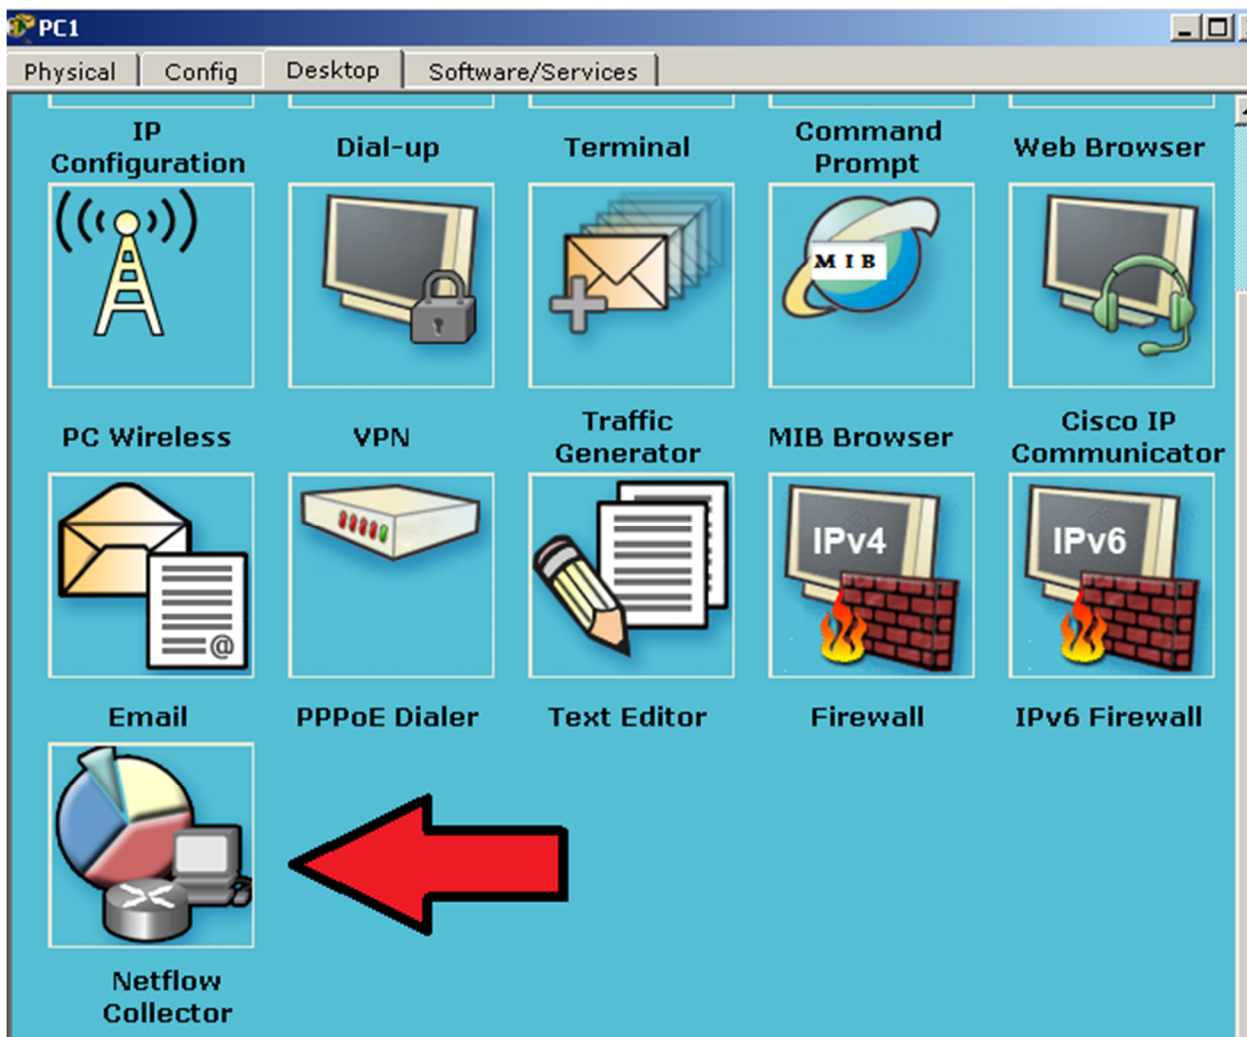 PC1
Physical Config Desktop Software/Services
IP Configuration
Dial-up
Terminal
Command Prompt
Web Browser
M I B
PC Wireless
VPN
Traffic Generator
MIB Browser
Cisco IP Communicator
@
IPv4
IPv6
Email
PPPoE Dialer
Text Editor
Firewall
IPv6 Firewall
Netflow
Collector